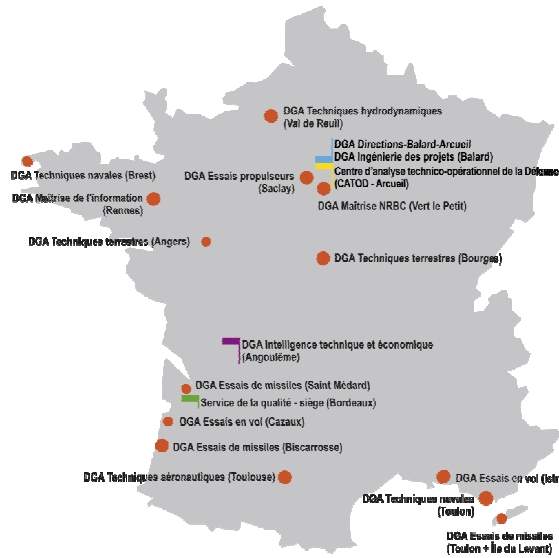 DGA Techniques hydrodynamiques
(Val de Reuil)
DGA Directions-Balard-Arcueil
DGA Ingénierie des projets (Balard)
Centre d'analyse technico-opérationnel de la Défense
(CATOD - Arcueil)
DGA Essais propulseurs
(Saclay)
DGA Maîtrise NRBC (Vert le Petit)
DGA Techniques navales (Brest)
DGA Maîtrise de l'information
(Rennes)
DGA Techniques terrestres (Angers)
DGA Techniques terrestres (Bourges)
DGA Intelligence technique et économique
(Angoulême)
DGA Essais de missiles (Saint Médard)
Service de la qualité - siège (Bordeaux)
DGA Essais en vol (Cazaux)
DGA Essais de missiles (Biscarrosse)
DGA Techniques aéronautiques (Toulouse)
DGA Essais en vol (Istr
DGA Techniques navales
(Toulon)
DGA Essais de missiles
(Toulon + Île du Levant)